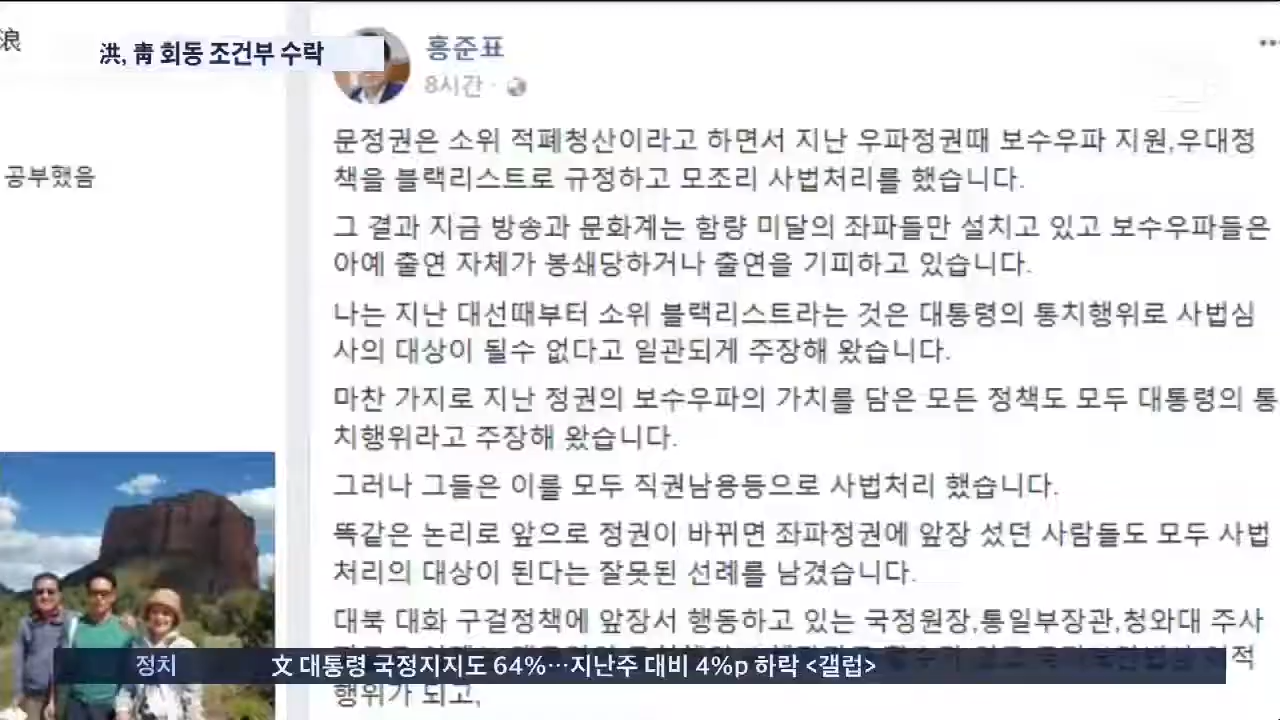 浪
洪, 靑 회동 조건부 수락
홍준표
8시간
공부했음
문정권은 소위 적폐청산이라고 하면서 지난 우파정권때 보수우파 지원,우대정
책을 블랙리스트로 규정하고 모조리 사법처리를 했습니다.
그 결과 지금 방송과 문화계는 함량 미달의 좌파들만 설치고 있고 보수우파들은
아예 출연 자체가 봉쇄당하거나 출연을 기피하고 있습니다.
나는 지난 대선때부터 소위 블랙리스트라는 것은 대통령의 통치행위로 사법심
사의 대상이 될수 없다고 일관되게 주장해 왔습니다.
마찬 가지로 지난 정권의 보수우파의 가치를 담은 모든 정책도 모두 대통령의 통
치행위라고 주장해 왔습니다.
그러나 그들은 이를 모두 직권남용등으로 사법처리 했습니다.
똑같은 논리로 앞으로 정권이 바뀌면 좌파정권에 앞장 섰던 사람들도 모두 사법
처리의 대상이 된다는 잘못된 선례를 남겼습니다.
대북 대화 구걸정책에 앞장서 행동하고 있는 국정원장,통일부장관,청와대 주사
행위가 되고,
정치
文 대통령 국정지지도 64%…지난주 대비 4%p 하락 <갤럽>